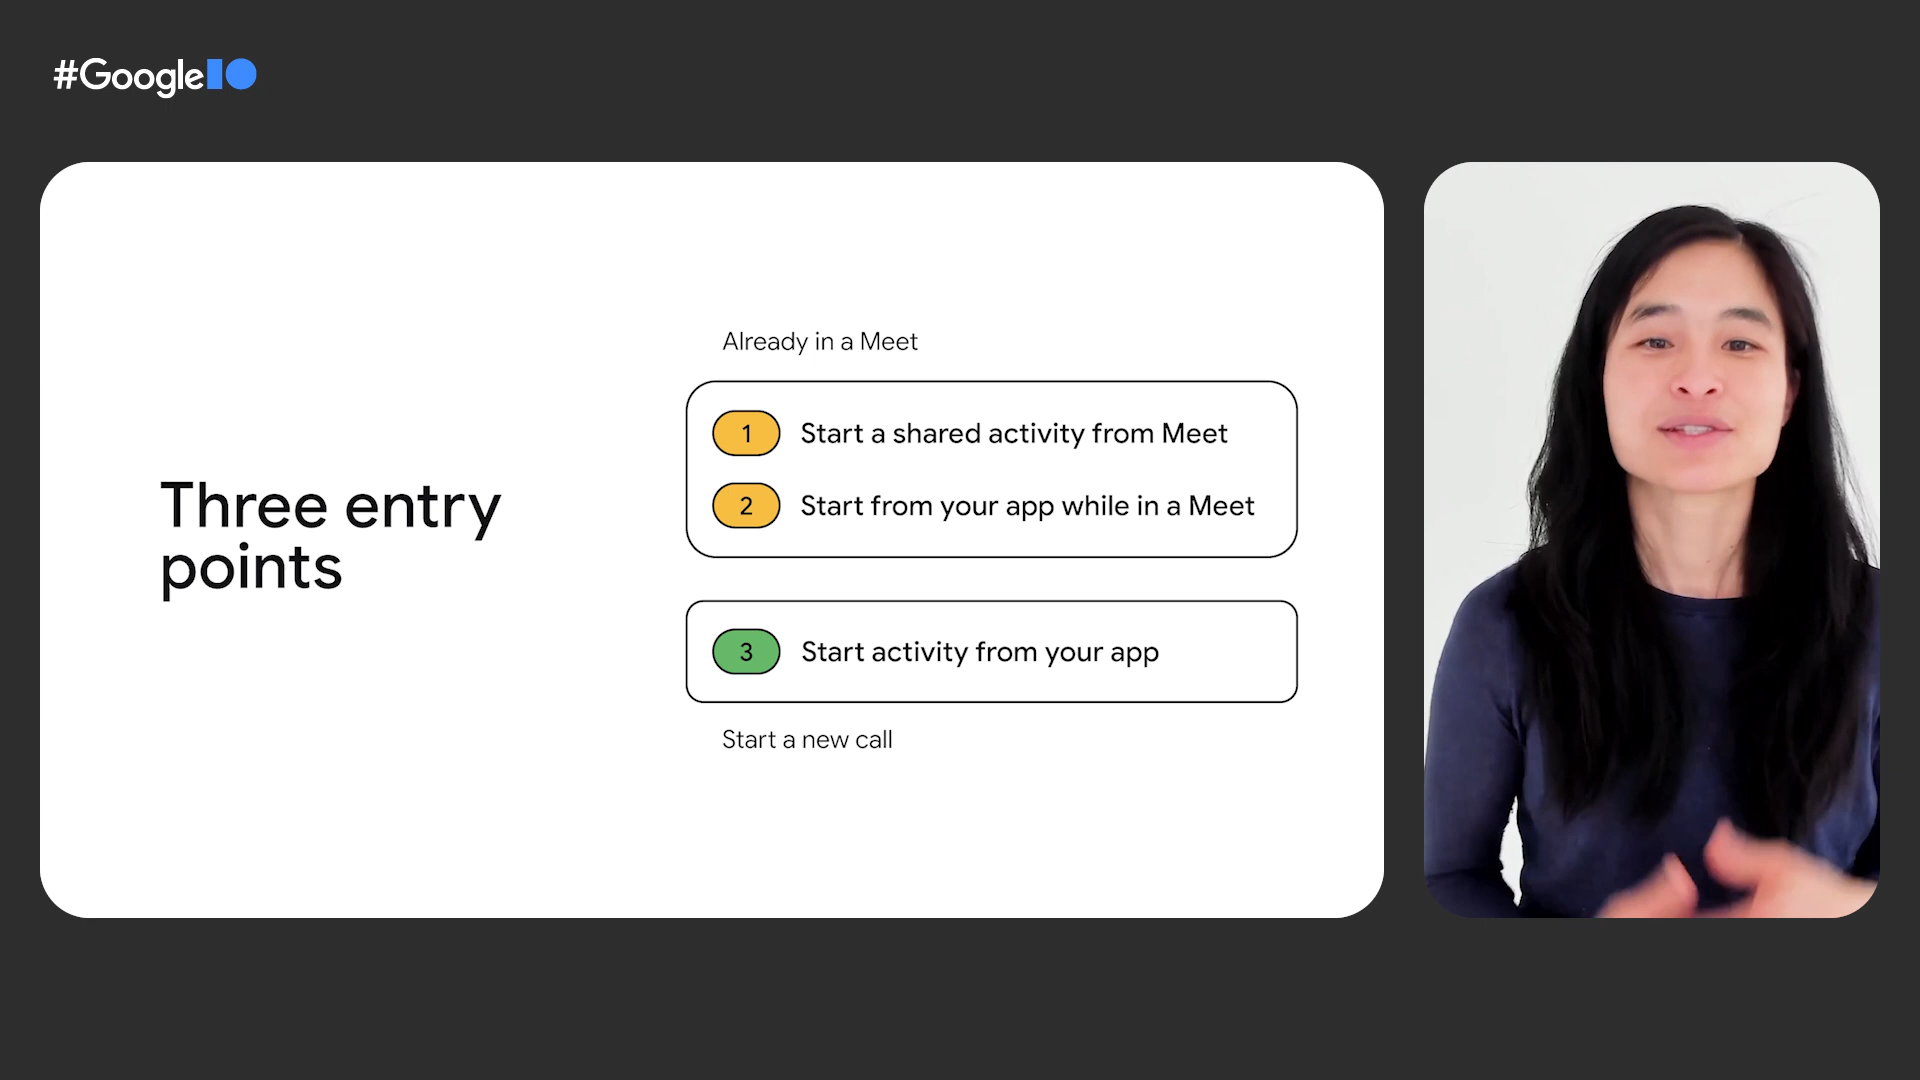 #GoogleIO
Three entry
points
Already in a Meet
1 Start a shared activity from Meet
2 Start from your app while in a Meet
3 Start activity from your app
Start a new call